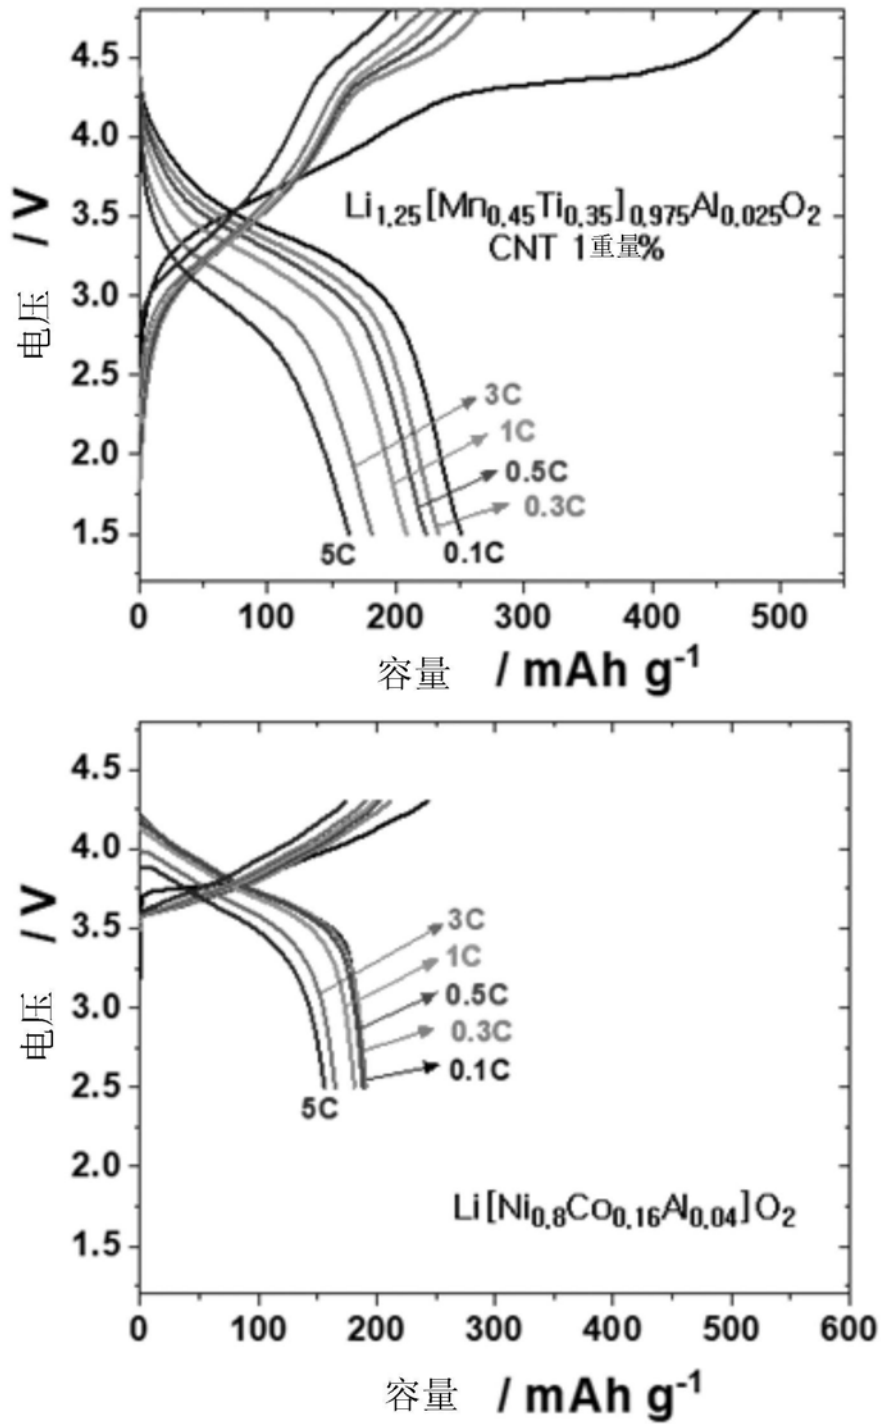 4.5
4.0
3.5
3.0
2.5
2.0
1.5
电压 / V
Li1.25[Mn0.45Ti0.35]0.975Al0.025O2
CNT 1重量%
3C
1C
0.5C
0.3C
5C
0.1C
0 100 200 300 400 500
容量 / mAh g-1
4.5
4.0
3.5
3.0
2.5
2.0
1.5
电压 / V
3C
1C
0.5C
0.3C
0.1C
5C
Li[Ni0.8Co0.16Al0.04]O2
0 100 200 300 400 500 600
容量 / mAh g-1